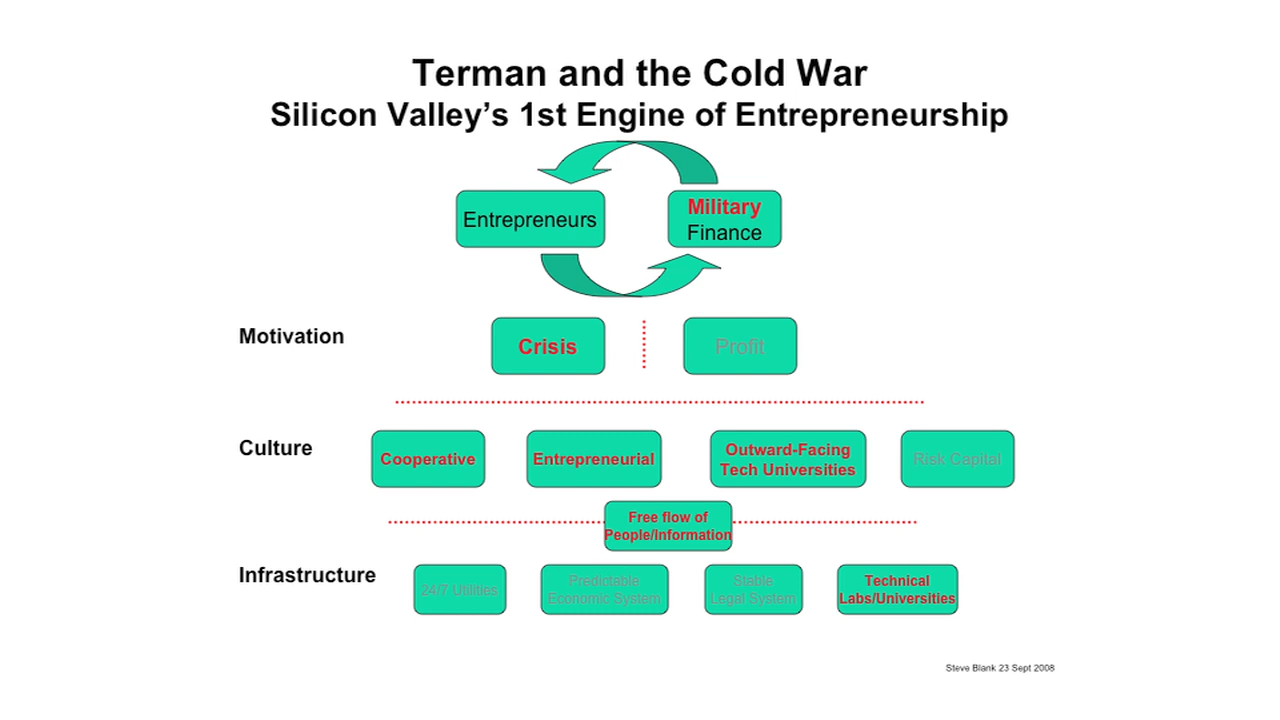 Terman and the Cold War
Silicon Valley’s 1st Engine of Entrepreneurship
Entrepreneurs
Military
Finance
Motivation
Crisis
Profit
Culture
Cooperative
Entrepreneurial
Outward-Facing
Tech Universities
Risk Capital
Free flow of
People/Information
Infrastructure
24/7 Utilities
Predictable
Economic System
Stable
Legal System
Technical
Labs/Universities
Steve Blank 23 Sept 2008